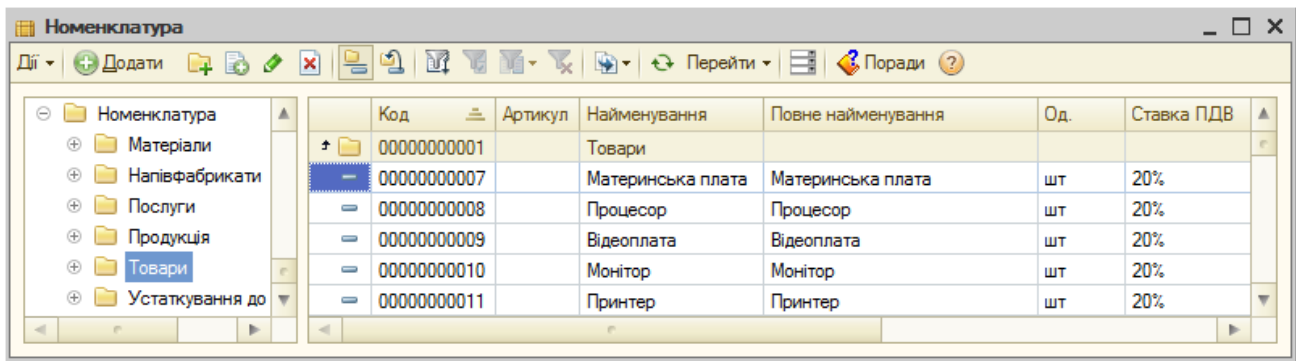 Номенклатура
Дії Додати Перейти Поради
Номенклатура
Матеріали
Напівфабрикати
Послуги
Продукція
Товари
Устаткування до
Код Артикул Найменування Повне найменування Од. Ставка ПДВ
00000000001 Товари
00000000007 Материнська плата Материнська плата шт 20%
00000000008 Процесор Процесор шт 20%
00000000009 Відеоплата Відеоплата шт 20%
00000000010 Монітор Монітор шт 20%
00000000011 Принтер Принтер шт 20%